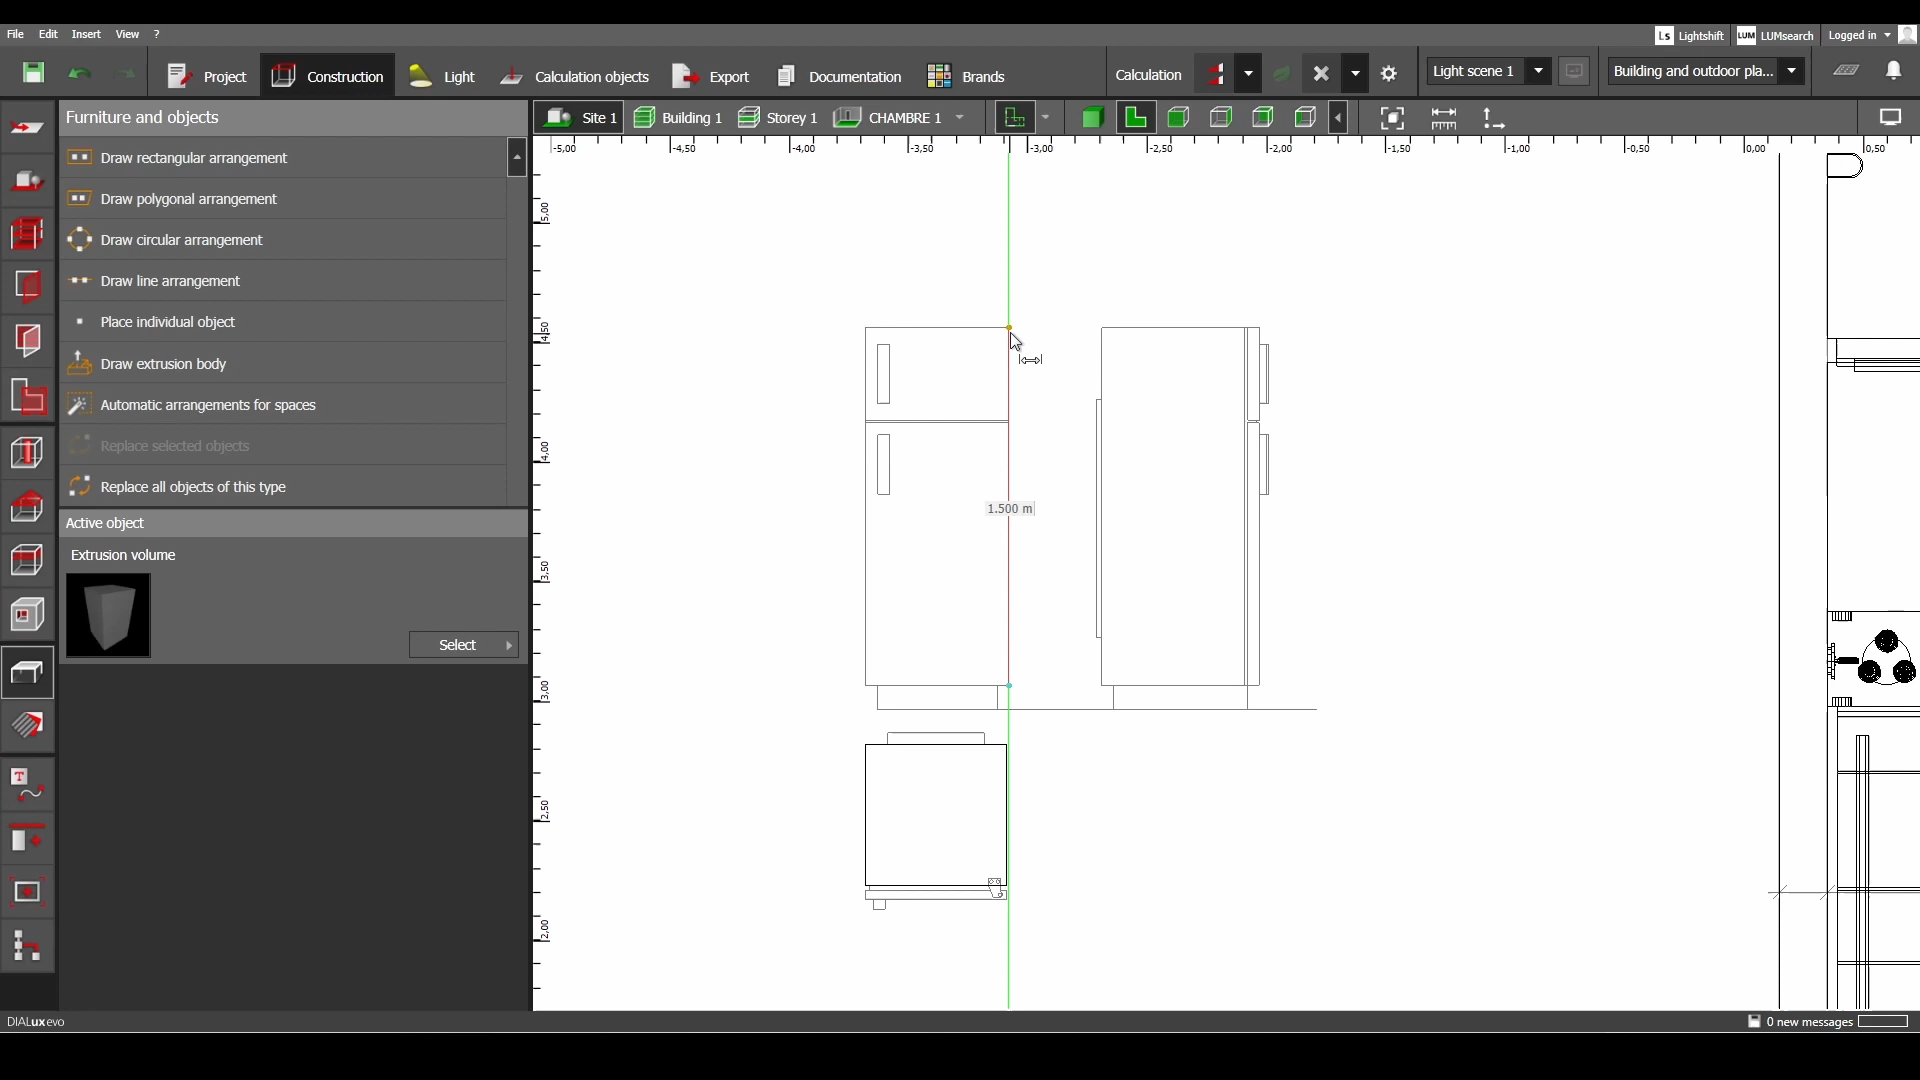 File Edit Insert View ?
Ls Lightshift LUM LUMsearch Logged in
Project Construction Light Calculation objects Export Documentation Brands Calculation Light scene 1 Building and outdoor pla...
Furniture and objects
Site 1 Building 1 Storey 1 CHAMBRE 1
-5,00 -4,50 -4,00 -3,50 -3,00 -2,50 -2,00 -1,50 -1,00 -0,50 0,00 0,50
Draw rectangular arrangement
Draw polygonal arrangement
Draw circular arrangement
Draw line arrangement
Place individual object
Draw extrusion body
Automatic arrangements for spaces
Replace selected objects
Replace all objects of this type
Active object
Extrusion volume
Select
5,00
4,50
4,00
3,50
3,00
2,50
2,00
1.500 m
T
DIALux evo
0 new messages